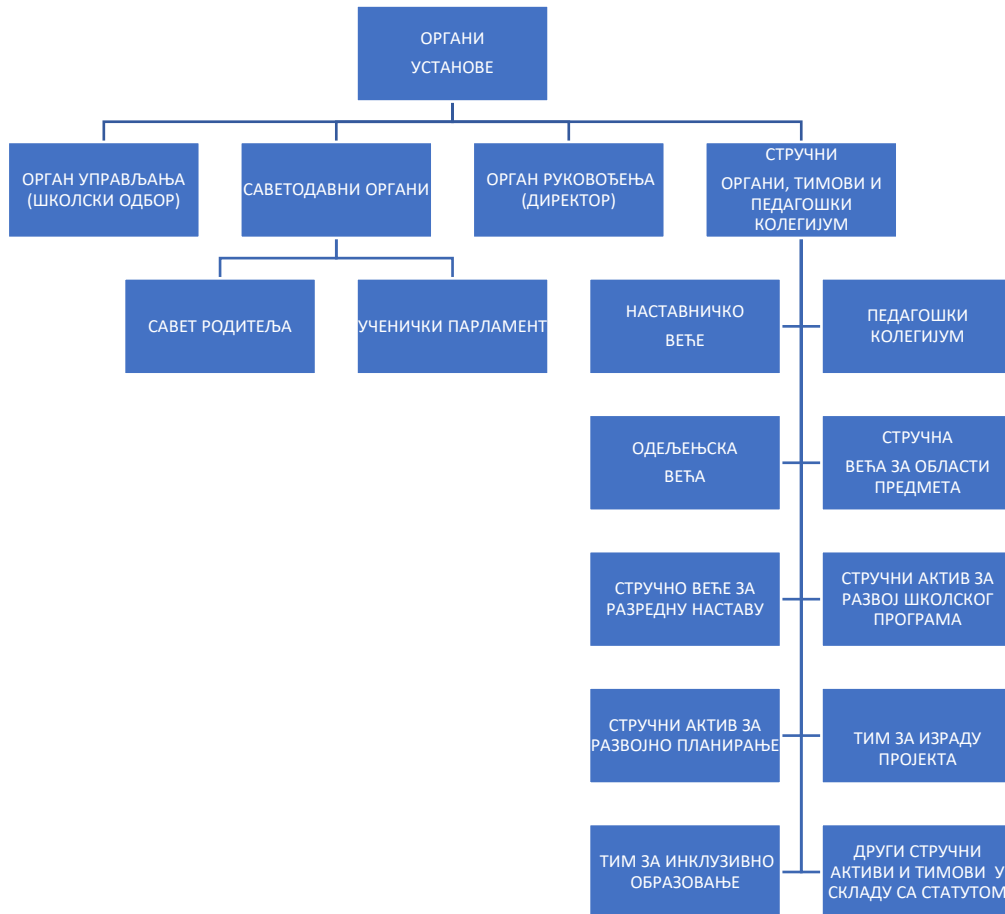 ОРГАНИ
УСТАНОВЕ
ОРГАН УПРАВЉАЊА
(ШКОЛСКИ ОДБОР)
САВЕТОДАВНИ ОРГАНИ
ОРГАН РУКОВОЂЕЊА
(ДИРЕКТОР)
СТРУЧНИ
ОРГАНИ, ТИМОВИ И
ПЕДАГОШКИ
КОЛЕГИЈУМ
САВЕТ РОДИТЕЉА
УЧЕНИЧКИ ПАРЛАМЕНТ
НАСТАВНИЧКО
ВЕЋЕ
ПЕДАГОШКИ
КОЛЕГИЈУМ
ОДЕЉЕЊСКА
ВЕЋА
СТРУЧНА
ВЕЋА ЗА ОБЛАСТИ
ПРЕДМЕТА
СТРУЧНО ВЕЋЕ ЗА
РАЗРЕДНУ НАСТАВУ
СТРУЧНИ АКТИВ ЗА
РАЗВОЈ ШКОЛСКОГ
ПРОГРАМА
СТРУЧНИ АКТИВ ЗА
РАЗВОЈНО ПЛАНИРАЊЕ
ТИМ ЗА ИЗРАДУ
ПРОЈЕКТА
ТИМ ЗА ИНКЛУЗИВНО
ОБРАЗОВАЊЕ
ДРУГИ СТРУЧНИ
АКТИВИ И ТИМОВИ У
СКЛАДУ СА СТАТУТОМ